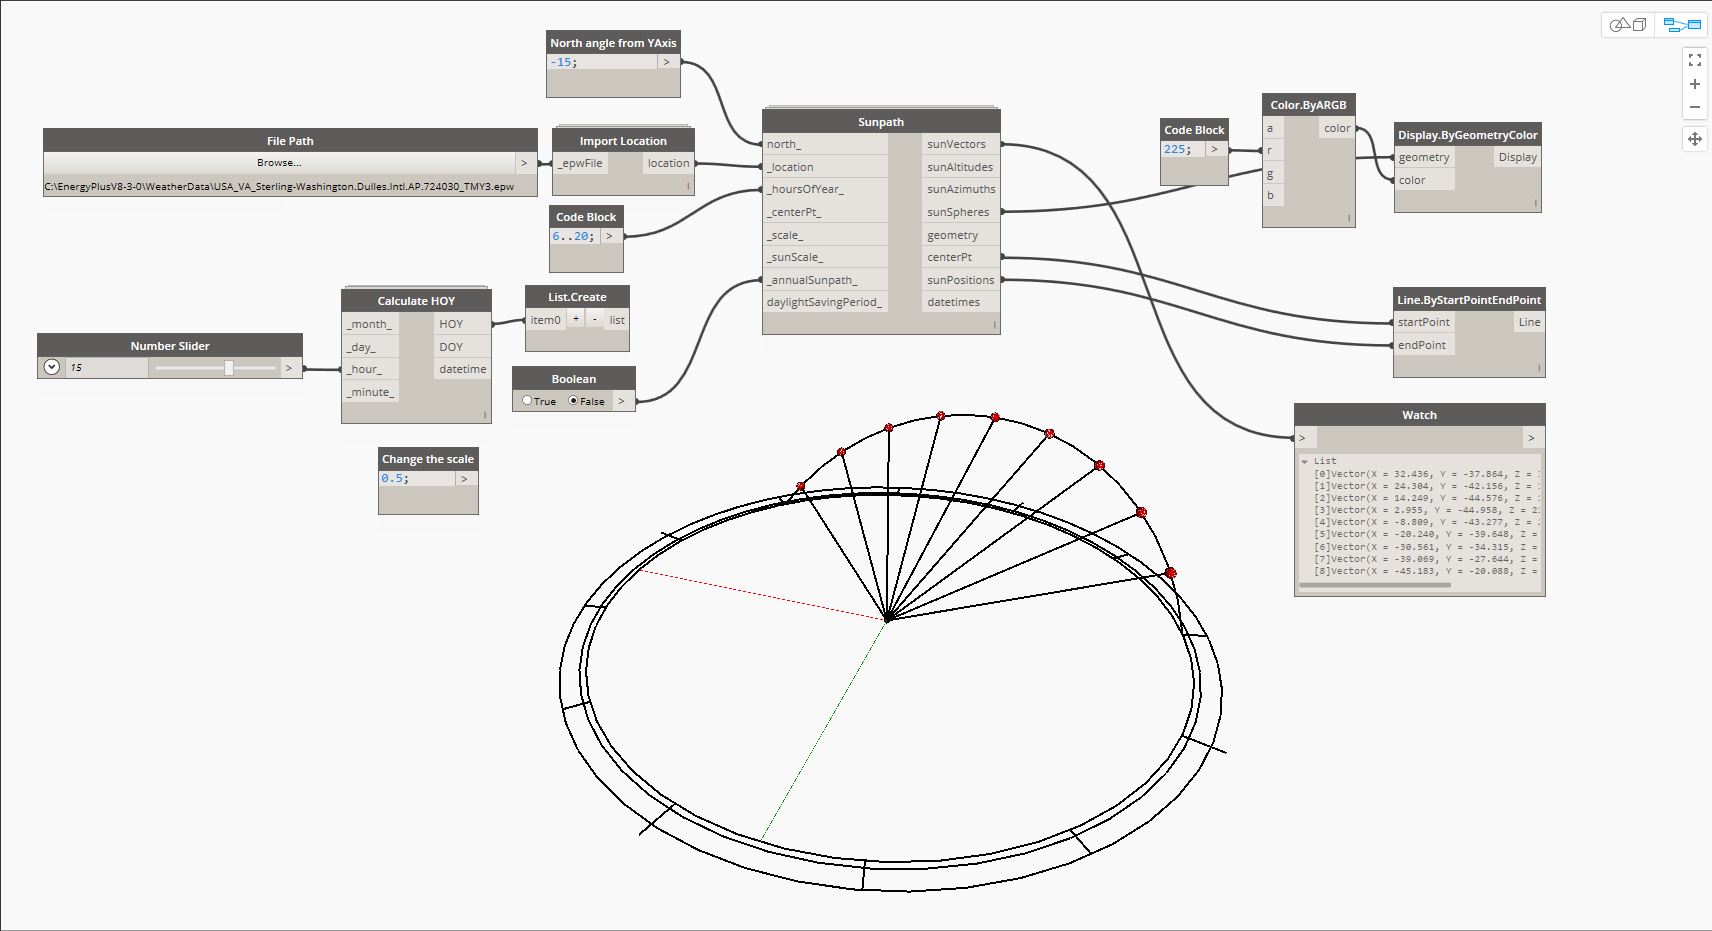 North angle from YAxis
-15;
>
File Path
Browse...
>
C:\EnergyPlusV8-3-0\WeatherData\USA_VA_Sterling-Washington.Dulles.Intl.AP.724030_TMY3.epw
Import Location
_epwFile
location
Code Block
6..20;
>
Sunpath
north_
sunVectors
_location
sunAltitudes
_hoursOfYear_
sunAzimuths
_centerPt_
sunSpheres
_scale_
geometry
_sunScale_
centerPt
_annualSunpath_
sunPositions
daylightSavingPeriod_
datetimes
Code Block
225;
>
Color.ByARGB
a
color
r
g
b
Display.ByGeometryColor
geometry
Display
color
Number Slider
15
>
Calculate HOY
_month_
HOY
_day_
DOY
_hour_
datetime
_minute_
List.Create
item0
+
-
list
Boolean
True
False
>
Change the scale
0.5;
>
Line.ByStartPointEndPoint
startPoint
Line
endPoint
Watch
>
>
List
[0]Vector(X = 32.436, Y = -37.864, Z =
[1]Vector(X = 24.304, Y = -42.156, Z =
[2]Vector(X = 14.249, Y = -44.576, Z =
[3]Vector(X = 2.955, Y = -44.958, Z =
[4]Vector(X = -8.809, Y = -43.277, Z =
[5]Vector(X = -20.240, Y = -39.648, Z =
[6]Vector(X = -30.561, Y = -34.315, Z =
[7]Vector(X = -39.069, Y = -27.644, Z =
[8]Vector(X = -45.183, Y = -20.088, Z =